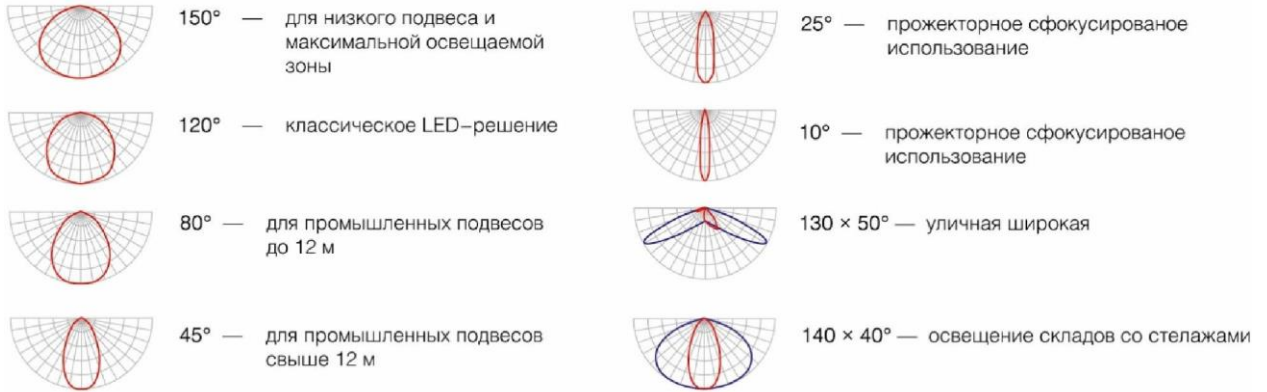 150° — для низкого подвеса и
максимальной освещаемой
зоны
120° — классическое LED–решение
80° — для промышленных подвесов
до 12 м
45° — для промышленных подвесов
свыше 12 м
25° — прожекторное сфокусированое
использование
10° — прожекторное сфокусированое
использование
130 × 50° — уличная широкая
140 × 40° — освещение складов со стелажами